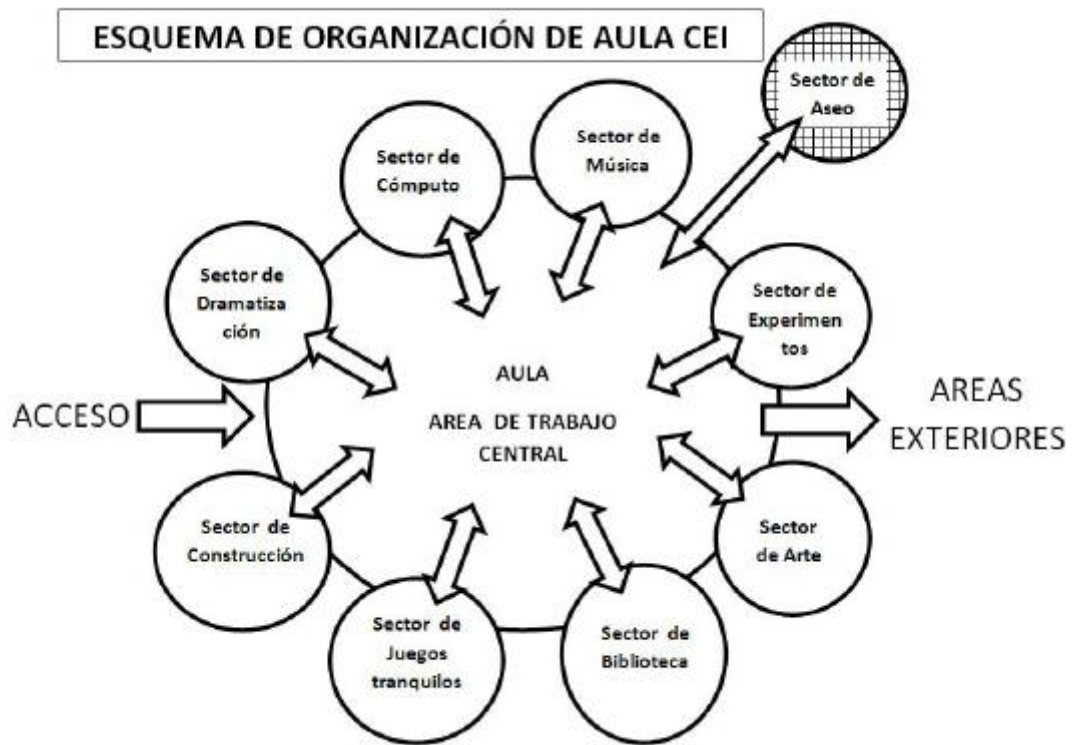 ESQUEMA DE ORGANIZACIÓN DE AULA CEI
Sector de
Aseo
Sector de
Música
Sector de
Cómputo
Sector de
Dramatiza
ción
Sector de
Experimen
tos
AULA
AREA DE TRABAJO
CENTRAL
ACCESO
AREAS
EXTERIORES
Sector de
Construcción
Sector
de Arte
Sector de
Juegos
tranquilos
Sector de
Biblioteca